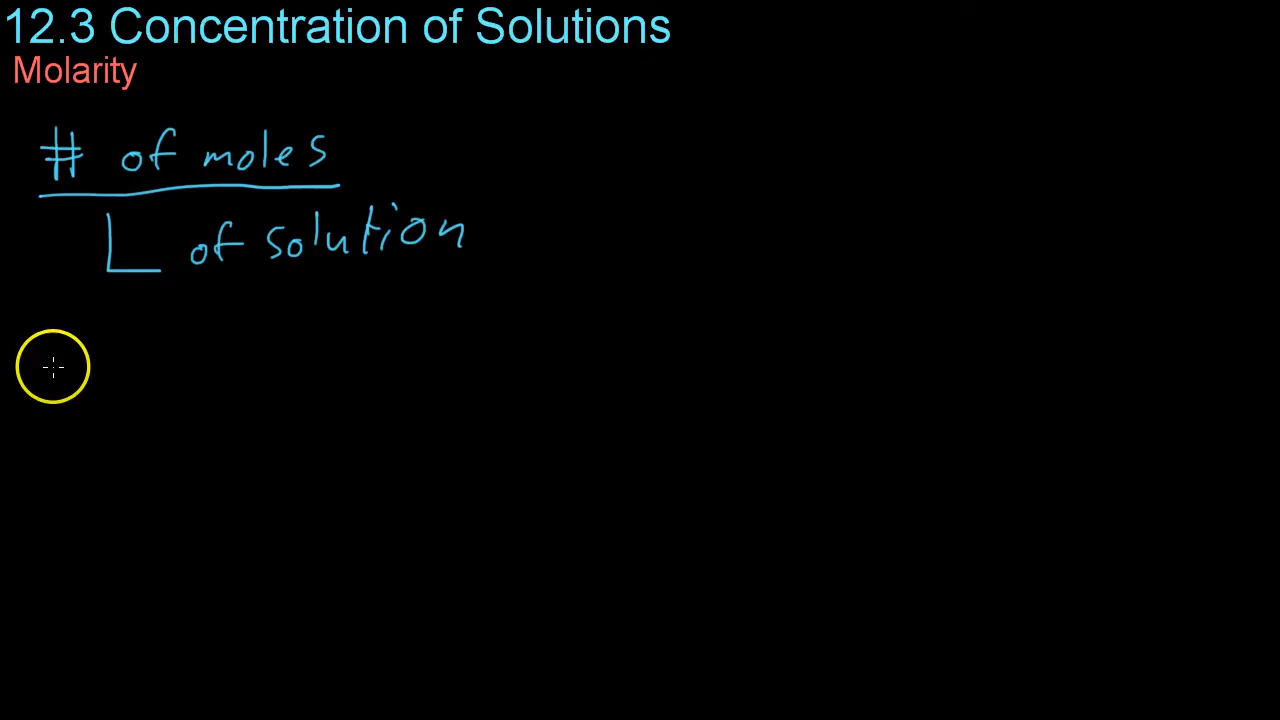 12.3 Concentration of Solutions
Molarity
# of moles
L of solution